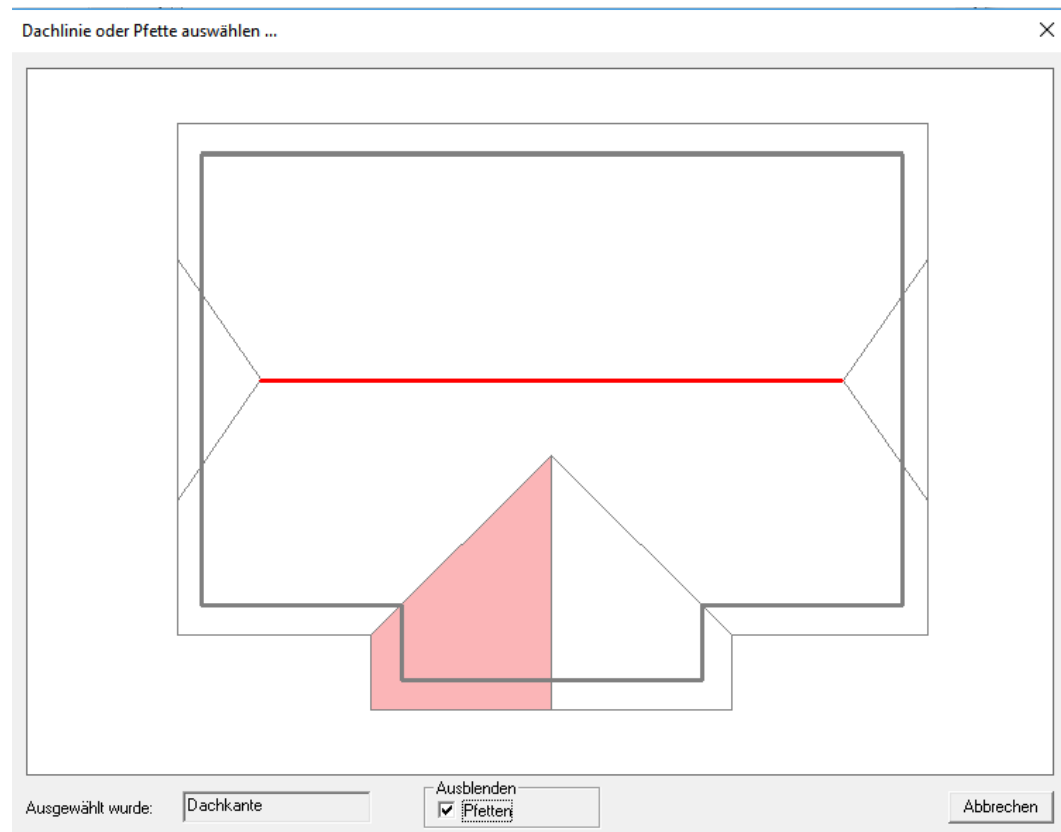 Dachlinie oder Pfette auswählen ...
Ausgewählt wurde:
Dachkante
Ausblenden
Pfetten
Abbrechen